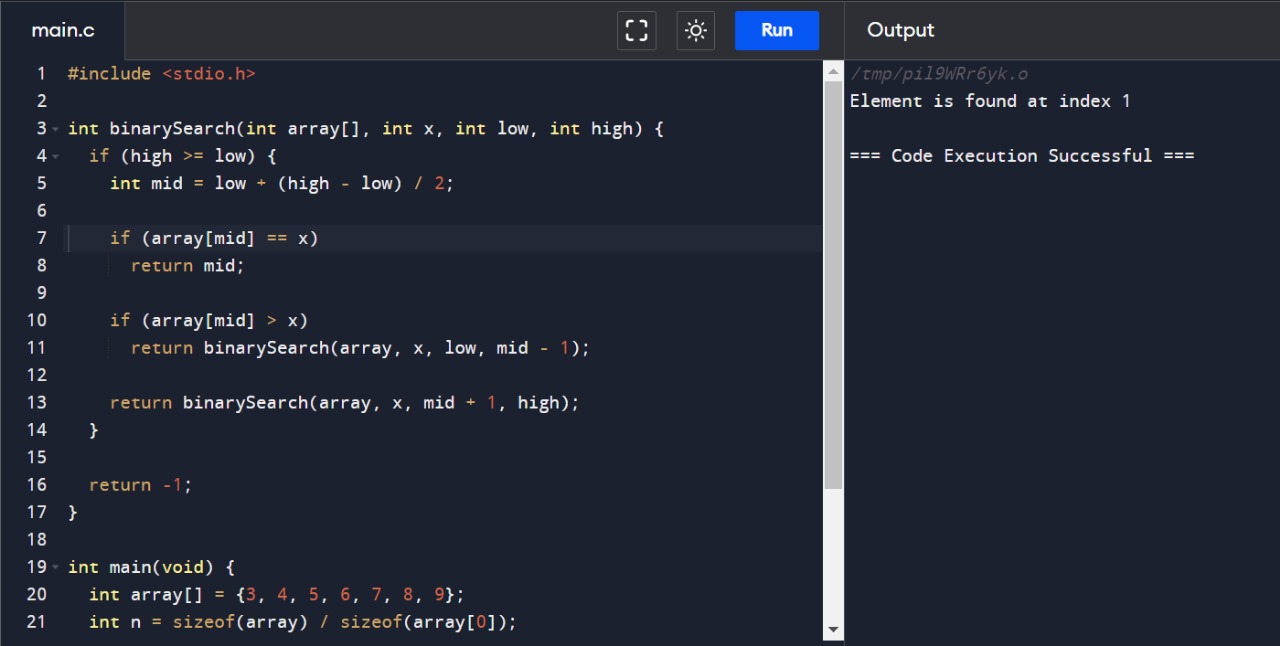 main.c
Run
Output
1 #include <stdio.h>
2
3 int binarySearch(int array[], int x, int low, int high) {
4   if (high >= low) {
5     int mid = low + (high - low) / 2;
6
7     if (array[mid] == x)
8       return mid;
9
10     if (array[mid] > x)
11       return binarySearch(array, x, low, mid - 1);
12
13     return binarySearch(array, x, mid + 1, high);
14   }
15
16   return -1;
17 }
18
19 int main(void) {
20   int array[] = {3, 4, 5, 6, 7, 8, 9};
21   int n = sizeof(array) / sizeof(array[0]);
/tmp/pil9WRr6yk.o
Element is found at index 1
=== Code Execution Successful ===